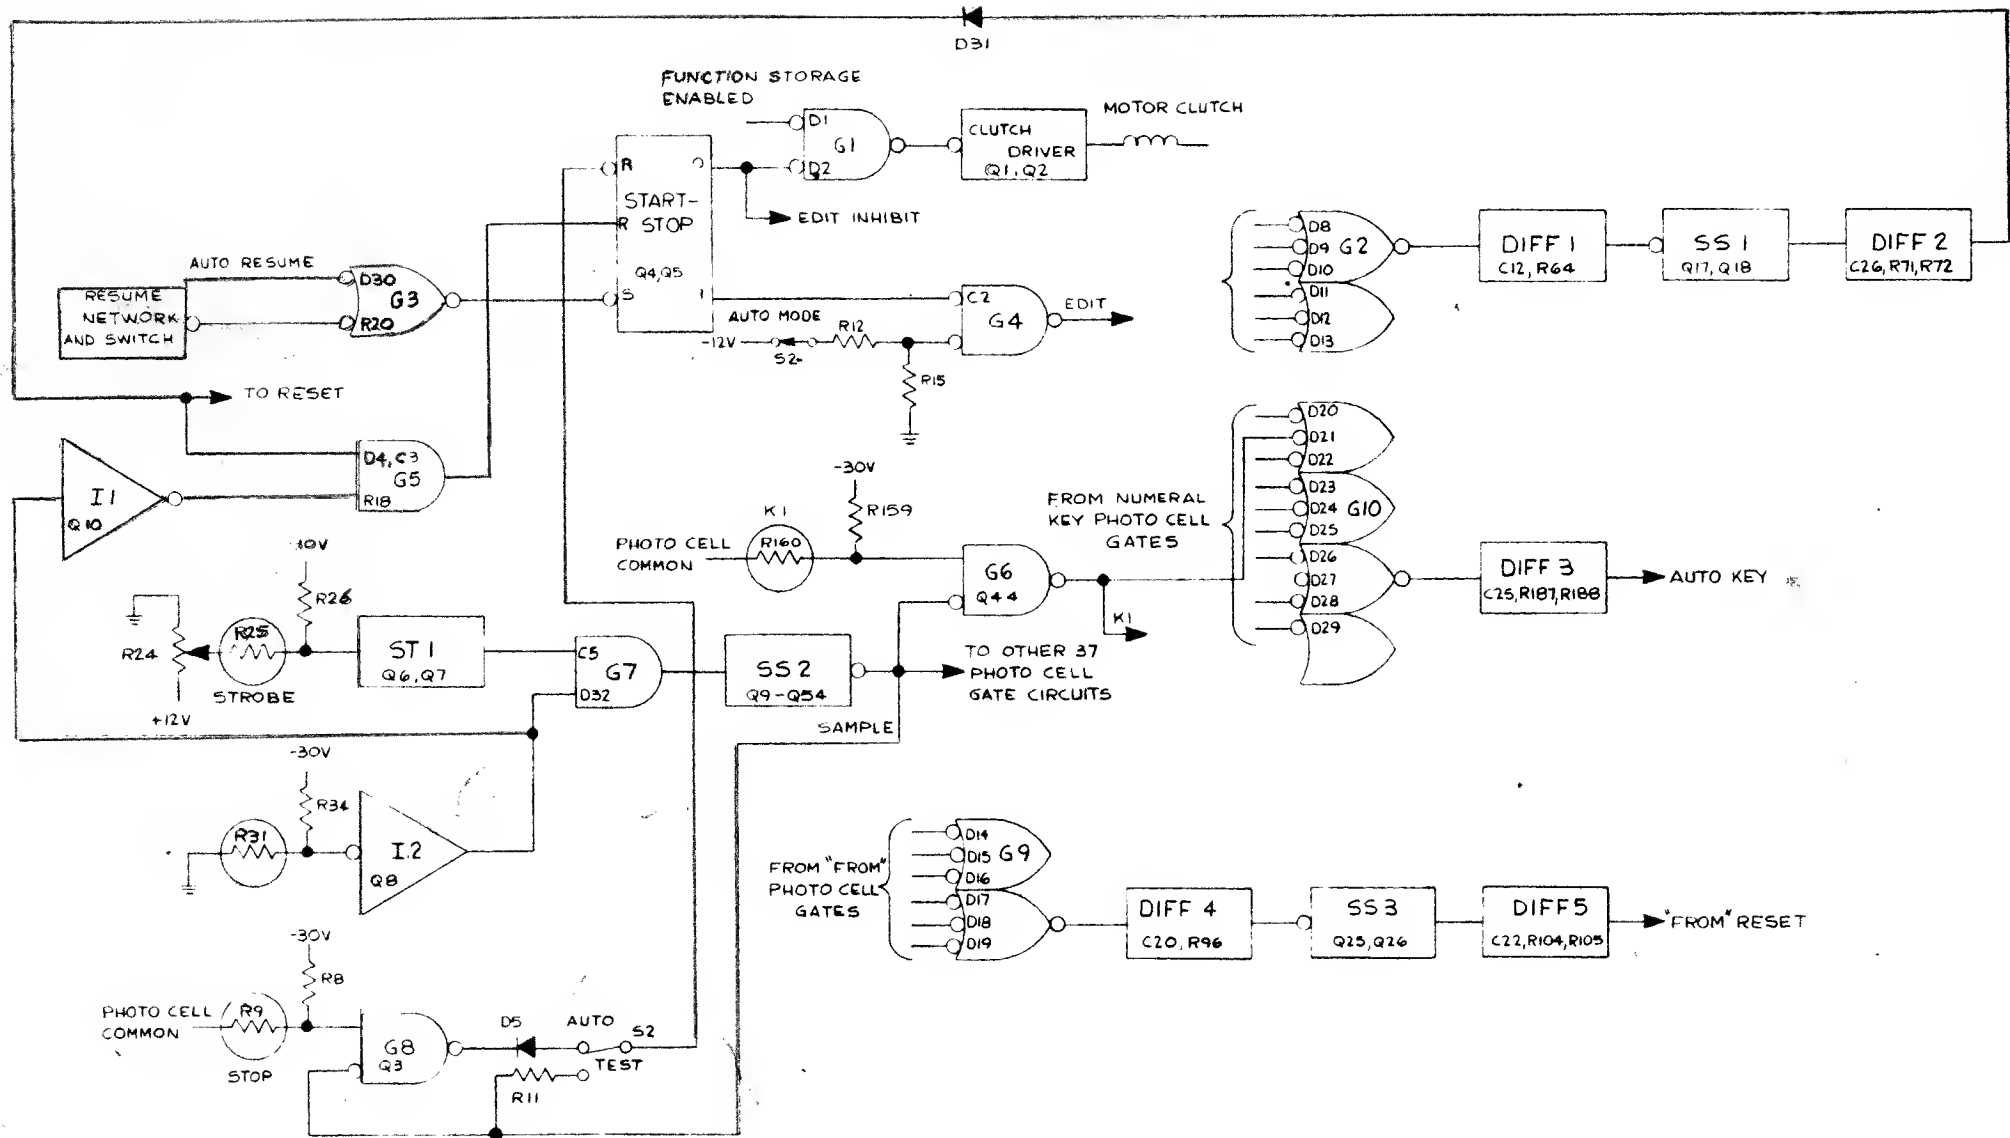 D31
FUNCTION STORAGE
ENABLED
D1
G1
D2
CLUTCH
DRIVER
Q1, Q2
MOTOR CLUTCH
R
O
START-
STOP
R
Q4, Q5
S
1
EDIT INHIBIT
AUTO RESUME
RESUME
NETWORK
AND SWITCH
D30
G3
R20
AUTO MODE
-12V
S2
R12
R15
C2
G4
EDIT
D8
D9
G2
D10
D11
D12
D13
DIFF 1
C12, R64
SS 1
Q17, Q18
DIFF 2
C26, R71, R72
TO RESET
D4, C3
G5
R18
I1
Q10
-30V
K1
R159
R160
PHOTO CELL
COMMON
G6
Q44
K1
FROM NUMERAL
KEY PHOTO CELL
GATES
D20
D21
D22
D23
D24
G10
D25
D26
D27
D28
D29
DIFF 3
C25, R187, R188
AUTO KEY
R26
R24
R25
STROBE
+12V
ST 1
Q6, Q7
C5
G7
D32
SS 2
Q9-Q54
TO OTHER 37
PHOTO CELL
GATE CIRCUITS
SAMPLE
-30V
R34
R31
I2
Q8
FROM "FROM"
PHOTO CELL
GATES
D14
D15
G9
D16
D17
D18
D19
DIFF 4
C20, R96
SS 3
Q25, Q26
DIFF 5
C22, R104, R105
"FROM" RESET
-30V
R8
PHOTO CELL
COMMON
R9
STOP
G8
Q3
D5
AUTO
S2
TEST
R11